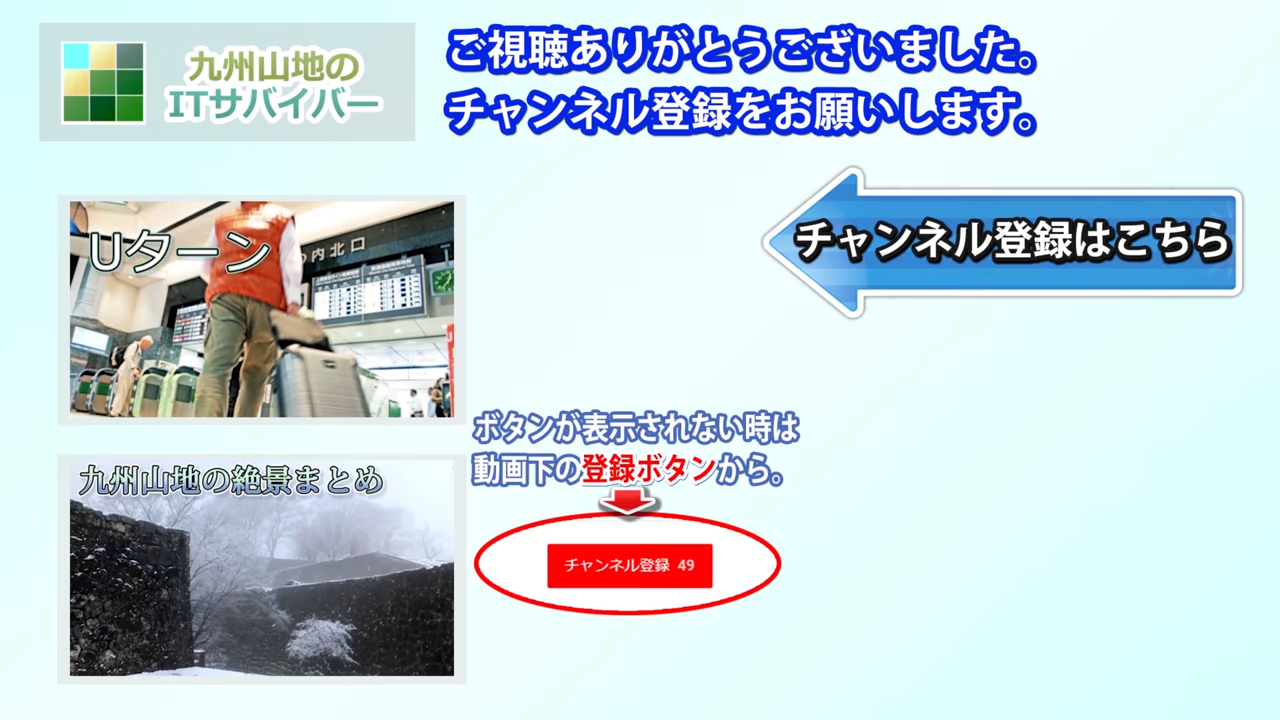 九州山地の
ITサバイバー
ご視聴ありがとうございました。
チャンネル登録をお願いします。
チャンネル登録はこちら
Uターン
の内北口
ボタンが表示されない時は
動画下の登録ボタンから。
九州山地の絶景まとめ
チャンネル登録 49